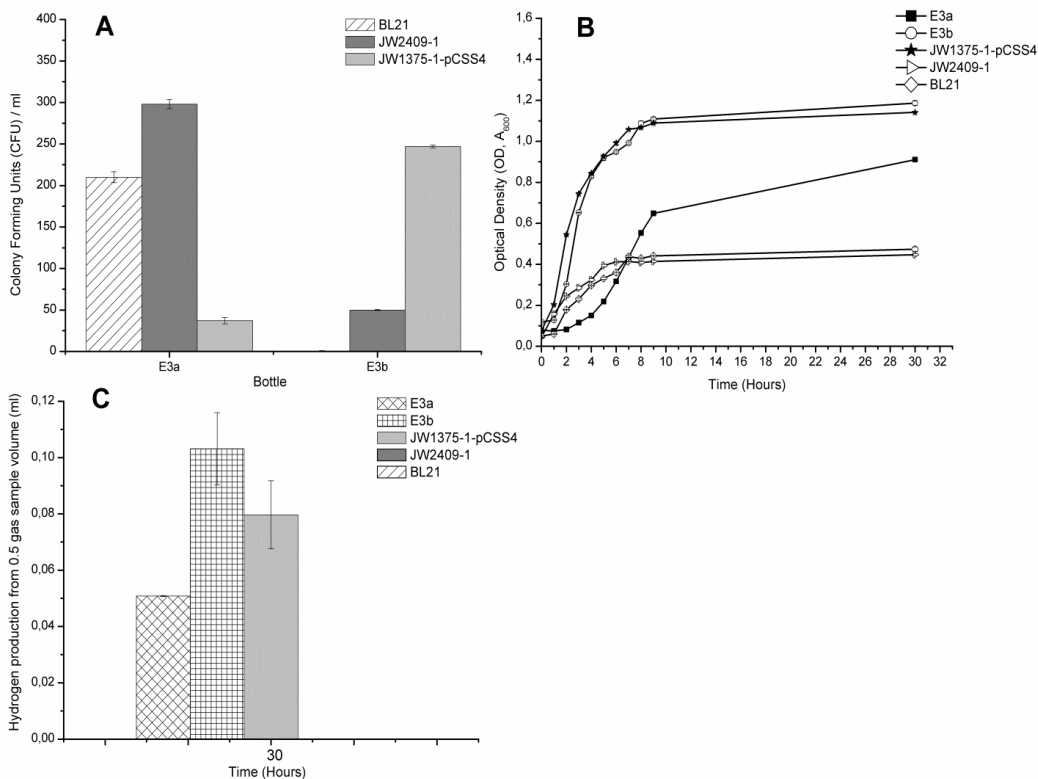 A
BL21
JW2409-1
JW1375-1-pCSS4
Colony Forming Units (CFU) / ml
400
350
300
250
200
150
100
50
0
E3a
E3b
Bottle
B
E3a
E3b
JW1375-1-pCSS4
JW2409-1
BL21
Optical Density (OD, A600)
1,6
1,4
1,2
1,0
0,8
0,6
0,4
0,2
0,0
0 2 4 6 8 10 12 14 16 18 20 22 24 26 28 30 32
Time (Hours)
C
E3a
E3b
JW1375-1-pCSS4
JW2409-1
BL21
Hydrogen production from 0.5 gas sample volume (ml)
0,12
0,10
0,08
0,06
0,04
0,02
0,00
30
Time (Hours)